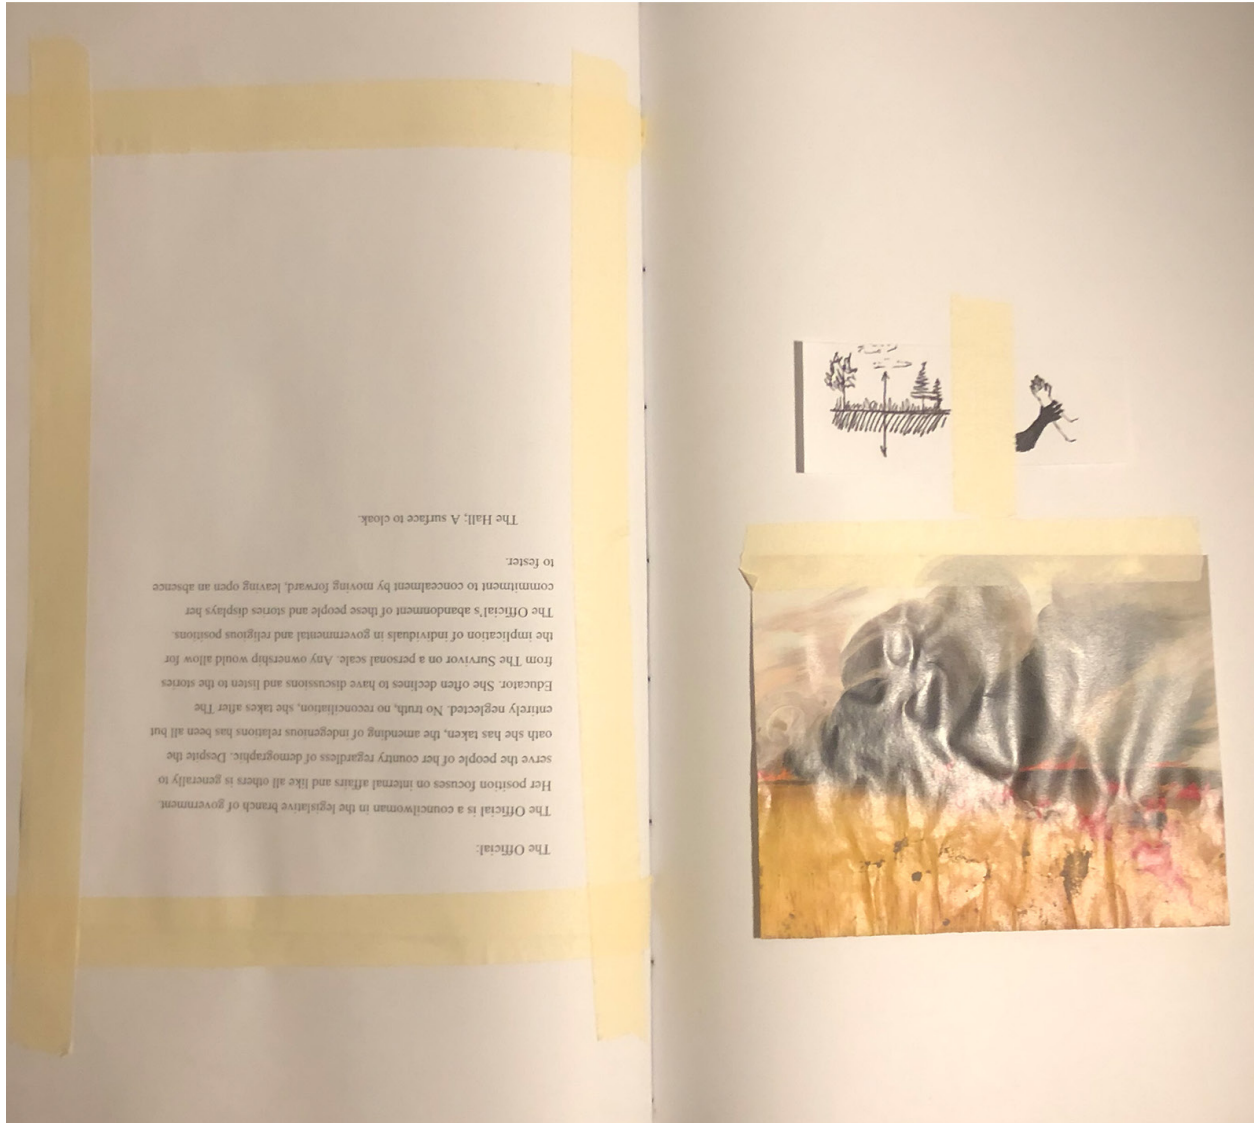 The Official:
The Official is a councilwoman in the legislative branch of government.
Her position focuses on internal affairs and like all others is generally to
serve the people of her country regardless of demographic. Despite the
oath she has taken, the amending of indegenious relations has been all but
entirely neglected. No truth, no reconciliation, she takes after The
Educator. She often declines to have discussions and listen to the stories
from The Survivor on a personal scale. Any ownership would allow for
the implication of individuals in governmental and religious positions.
The Official's abandonment of these people and stories displays her
commitment to concealment by moving forward, leaving open an absence
to fester.
The Hall; A surface to cloak.